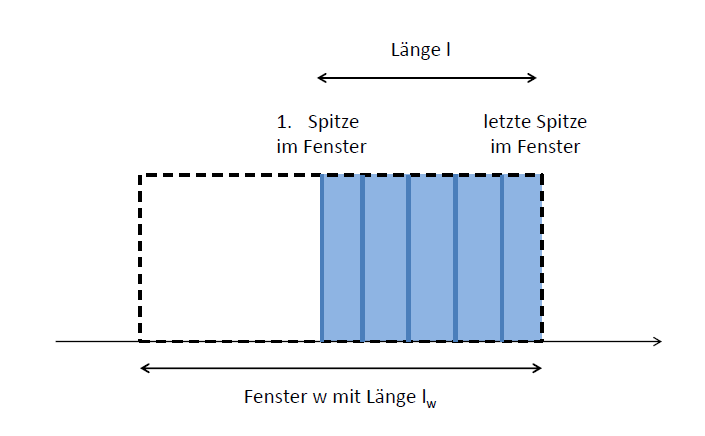 Länge l
1. Spitze
im Fenster
letzte Spitze
im Fenster
Fenster w mit Länge lw